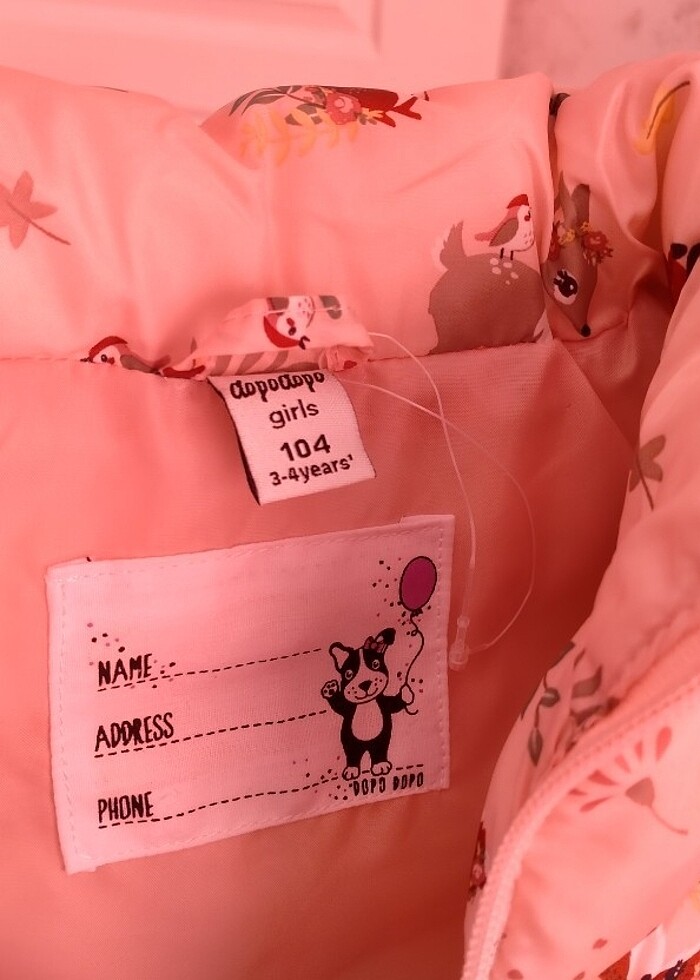 dopodopo
girls
104
3-4years'
NAME
ADDRESS
PHONE
DOPO DOPO